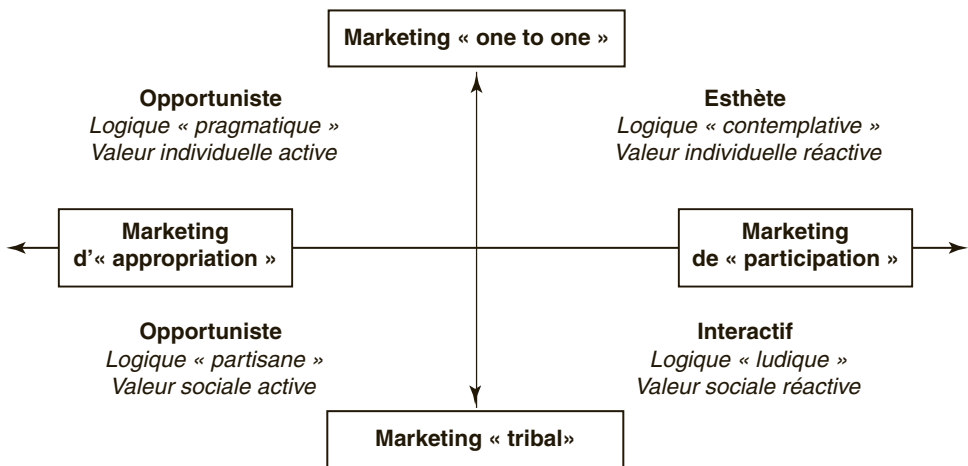 Marketing « one to one »
Opportuniste
Logique « pragmatique »
Valeur individuelle active
Esthète
Logique « contemplative »
Valeur individuelle réactive
Marketing
d'« appropriation »
Marketing
de « participation »
Opportuniste
Logique « partisane »
Valeur sociale active
Interactif
Logique « ludique »
Valeur sociale réactive
Marketing « tribal»